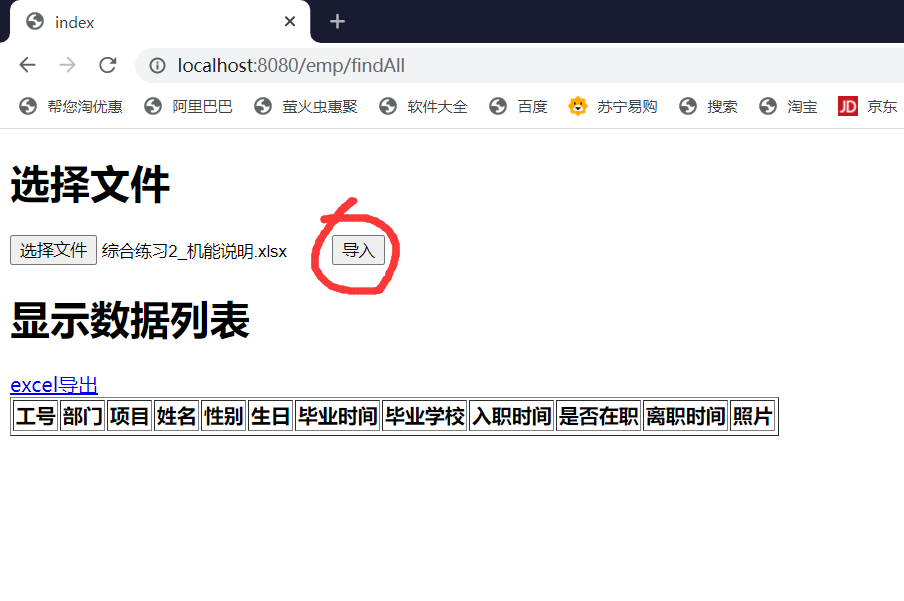 index
localhost:8080/emp/findAll
帮您淘优惠 阿里巴巴 萤火虫惠聚 软件大全 百度 苏宁易购 搜索 淘宝 JD 京东
选择文件
选择文件 综合练习2_机能说明.xlsx 导入
显示数据列表
excel导出
工号 部门 项目 姓名 性别 生日 毕业时间 毕业学校 入职时间 是否在职 离职时间 照片